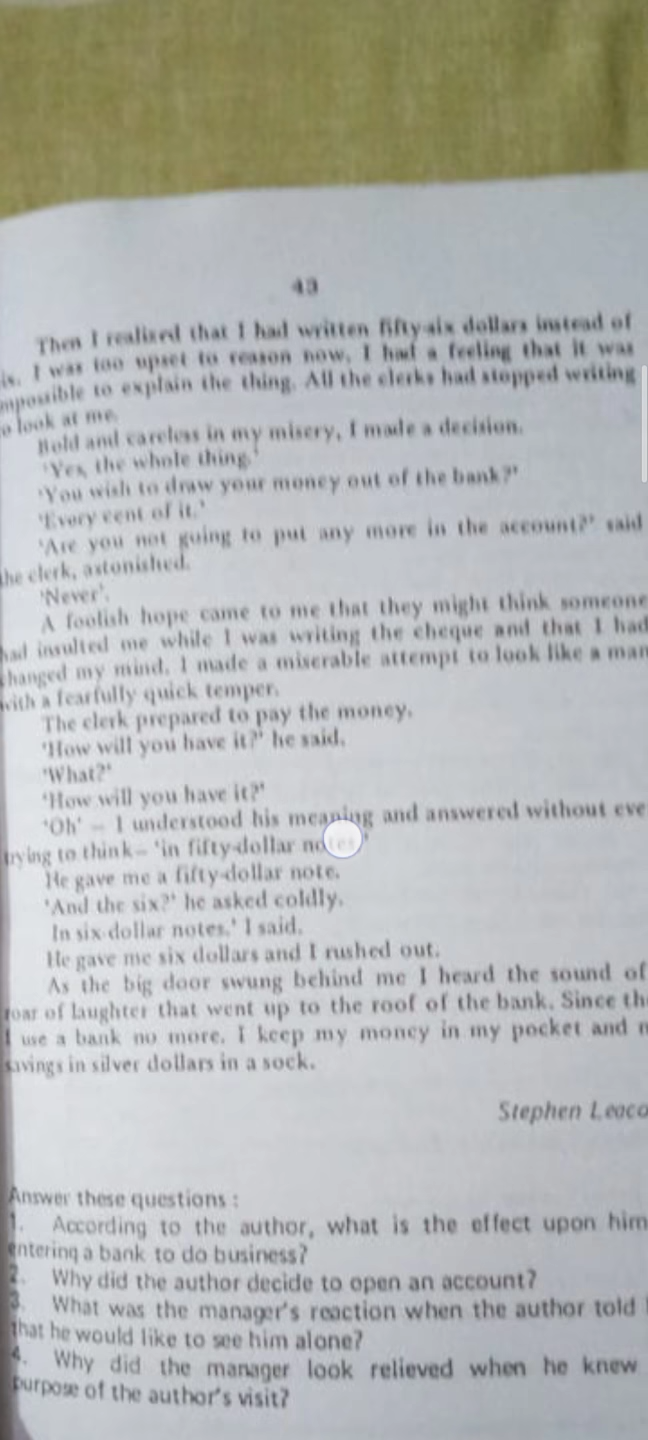 43
Then I realized that I had written fifty-six dollars instead of
is. I was too upset to reason now. I had a feeling that it was
mpossible to explain the thing. All the clerks had stopped writing
o look at me.
Bold and careless in my misery, I made a decision.
'Yes, the whole thing.'
'You wish to draw your money out of the bank?'
'Every cent of it.'
'Are you not going to put any more in the account?' said
the clerk, astonished.
'Never'.
A foolish hope came to me that they might think someone
had insulted me while I was writing the cheque and that I had
changed my mind. I made a miserable attempt to look like a man
with a fearfully quick temper.
The clerk prepared to pay the money.
'How will you have it?' he said.
'What?'
'How will you have it?'
'Oh' – I understood his meaning and answered without eve
trying to think– 'in fifty-dollar notes.'
He gave me a fifty-dollar note.
'And the six?' he asked coldly.
In six-dollar notes.' I said.
He gave me six dollars and I rushed out.
As the big door swung behind me I heard the sound of
roar of laughter that went up to the roof of the bank. Since th
I use a bank no more. I keep my money in my pocket and m
savings in silver dollars in a sock.
Stephen Leaco
Answer these questions :
1. According to the author, what is the effect upon him
entering a bank to do business?
2. Why did the author decide to open an account?
3. What was the manager's reaction when the author told
that he would like to see him alone?
4. Why did the manager look relieved when he knew
purpose of the author's visit?